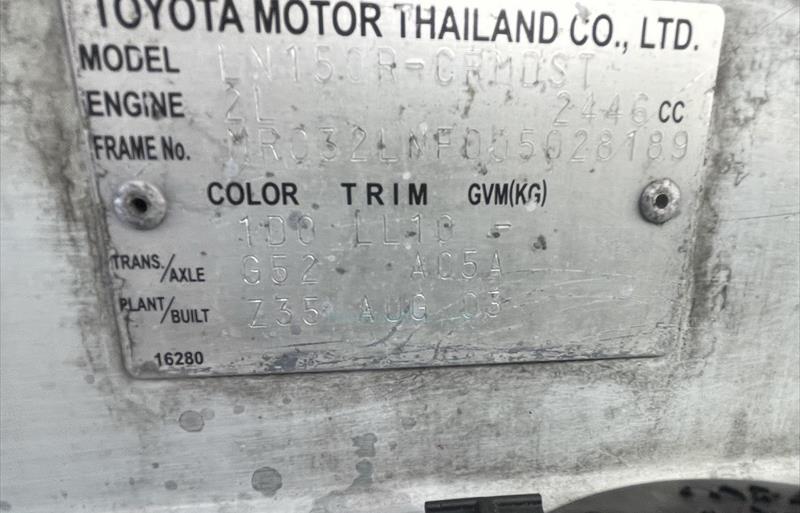 TOYOTA MOTOR THAILAND CO., LTD.
MODEL LN150R-CRMDST
ENGINE 2L 2446 CC
FRAME No. MR032LNF005028189
COLOR TRIM GVM(KG)
1D0 LL10 -
TRANS./AXLE G52 A05A
PLANT/BUILT Z35 AUG 03
16280